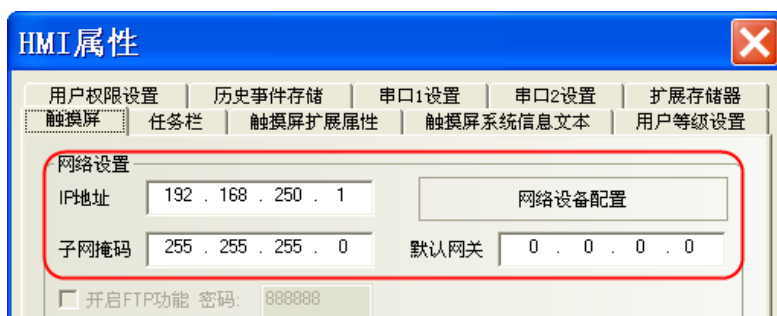 HMI属性
用户权限设置 历史事件存储 串口1设置 串口2设置 扩展存储器
触摸屏 任务栏 触摸屏扩展属性 触摸屏系统信息文本 用户等级设置
网络设置
IP地址 192 . 168 . 250 . 1 网络设备配置
子网掩码 255 . 255 . 255 . 0 默认网关 0 . 0 . 0 . 0
开启FTP功能 密码: 888888